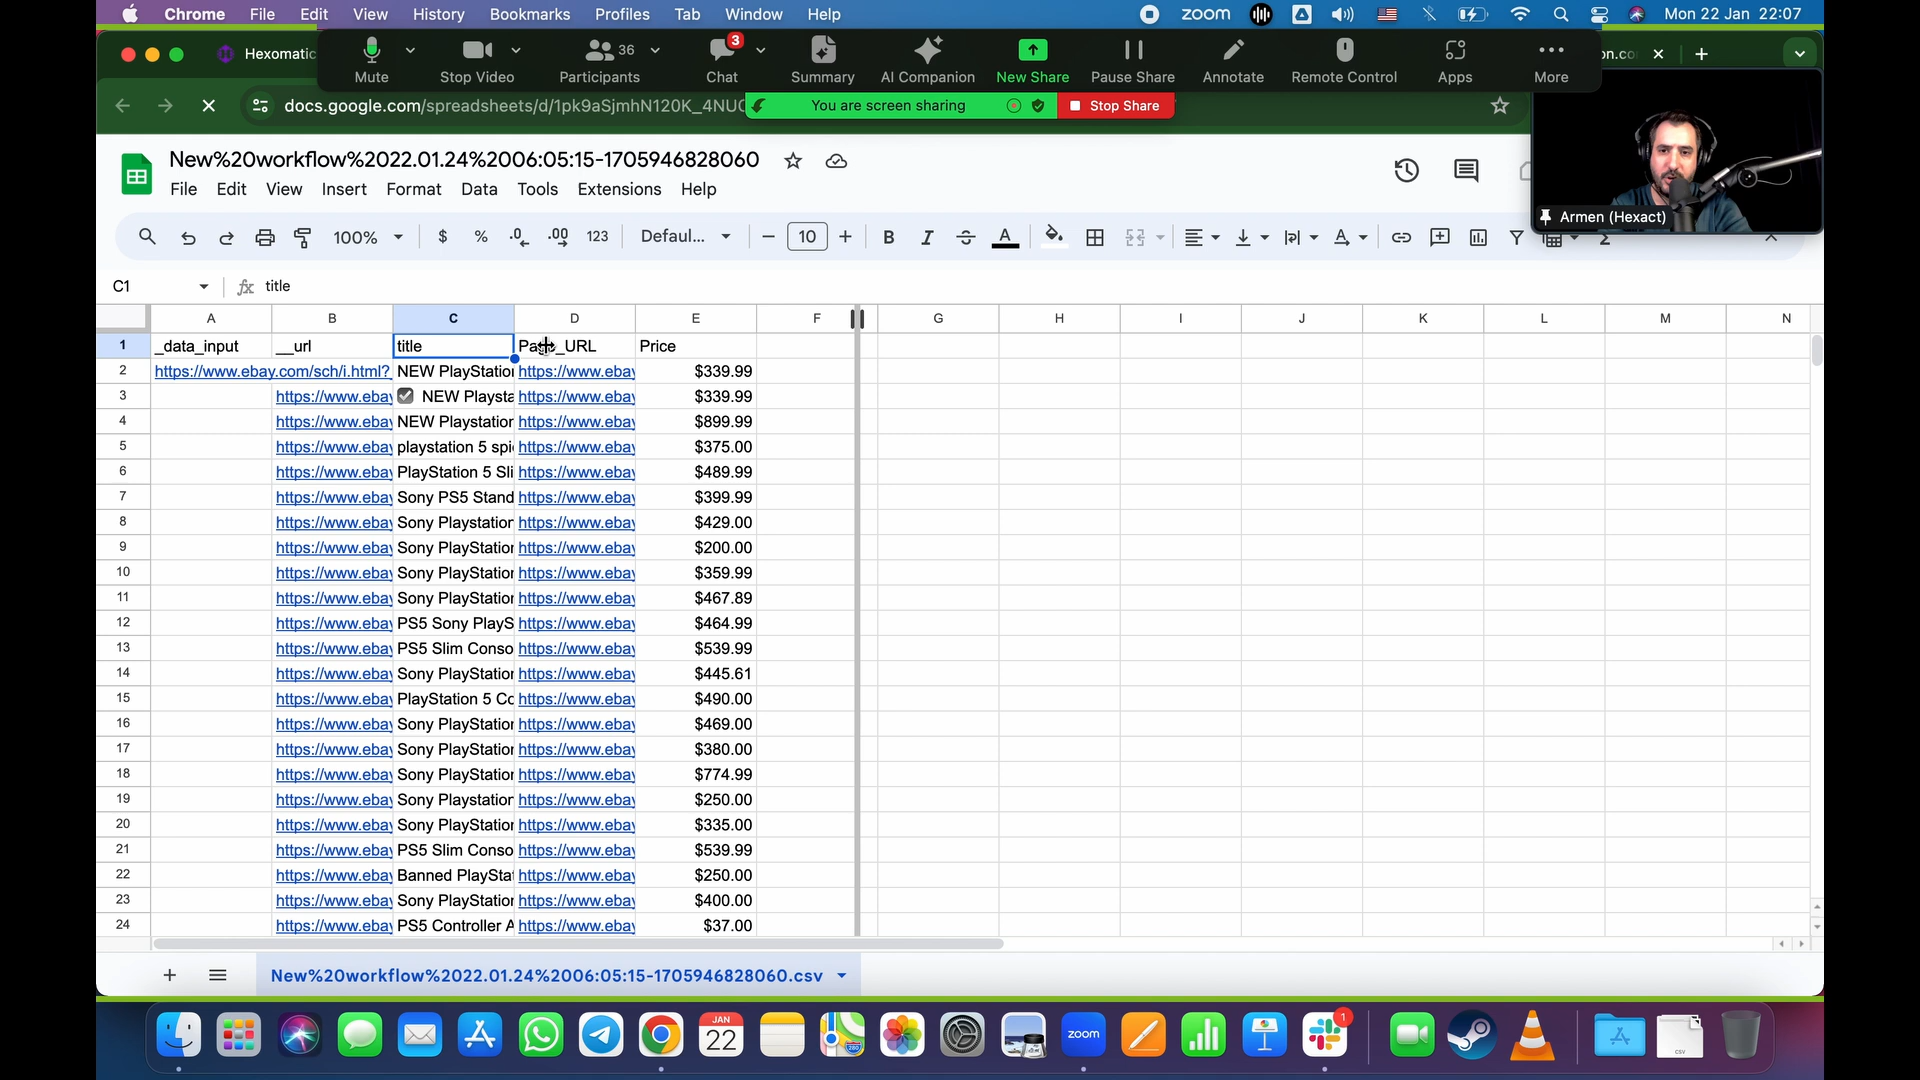 Chrome File Edit View History Bookmarks Profiles Tab Window Help zoom Mon 22 Jan 22:07
Hexomatic on.co
Mute Stop Video 36 Participants 3 Chat Summary AI Companion New Share Pause Share Annotate Remote Control Apps More
docs.google.com/spreadsheets/d/1pk9aSjmhN120K_4NUC You are screen sharing Stop Share
New%20workflow%2022.01.24%2006:05:15-1705946828060
File Edit View Insert Format Data Tools Extensions Help
Armen (Hexact)
100% $ % .0 .00 123 Defaul... 10 B I A
C1 fx title
A B C D E F G H I J K L M N
1 _data_input __url title Page_URL Price
2 https://www.ebay.com/sch/i.html? NEW PlayStation https://www.ebay $339.99
3 https://www.ebay NEW Playsta https://www.ebay $339.99
4 https://www.ebay NEW Playstation https://www.ebay $899.99
5 https://www.ebay playstation 5 spi https://www.ebay $375.00
6 https://www.ebay PlayStation 5 Sli https://www.ebay $489.99
7 https://www.ebay Sony PS5 Stand https://www.ebay $399.99
8 https://www.ebay Sony Playstation https://www.ebay $429.00
9 https://www.ebay Sony PlayStation https://www.ebay $200.00
10 https://www.ebay Sony PlayStation https://www.ebay $359.99
11 https://www.ebay Sony PlayStation https://www.ebay $467.89
12 https://www.ebay PS5 Sony PlayS https://www.ebay $464.99
13 https://www.ebay PS5 Slim Conso https://www.ebay $539.99
14 https://www.ebay Sony PlayStation https://www.ebay $445.61
15 https://www.ebay PlayStation 5 Co https://www.ebay $490.00
16 https://www.ebay Sony PlayStation https://www.ebay $469.00
17 https://www.ebay Sony PlayStation https://www.ebay $380.00
18 https://www.ebay Sony PlayStation https://www.ebay $774.99
19 https://www.ebay Sony Playstation https://www.ebay $250.00
20 https://www.ebay Sony PlayStation https://www.ebay $335.00
21 https://www.ebay PS5 Slim Conso https://www.ebay $539.99
22 https://www.ebay Banned PlayStat https://www.ebay $250.00
23 https://www.ebay Sony PlayStation https://www.ebay $400.00
24 https://www.ebay PS5 Controller A https://www.ebay $37.00
New%20workflow%2022.01.24%2006:05:15-1705946828060.csv
JAN
22 zoom 1 CSV